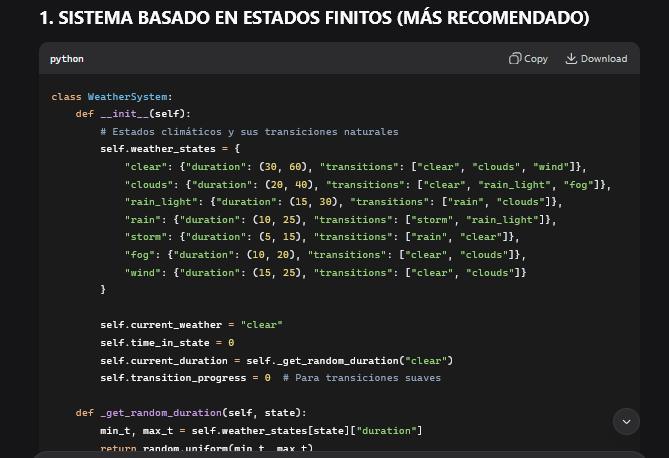 1. SISTEMA BASADO EN ESTADOS FINITOS (MÁS RECOMENDADO)
python
Copy
Download
class WeatherSystem:
    def __init__(self):
        # Estados climáticos y sus transiciones naturales
        self.weather_states = {
            "clear": {"duration": (30, 60), "transitions": ["clear", "clouds", "wind"]},
            "clouds": {"duration": (20, 40), "transitions": ["clear", "rain_light", "fog"]},
            "rain_light": {"duration": (15, 30), "transitions": ["rain", "clouds"]},
            "rain": {"duration": (10, 25), "transitions": ["storm", "rain_light"]},
            "storm": {"duration": (5, 15), "transitions": ["rain", "clear"]},
            "fog": {"duration": (10, 20), "transitions": ["clear", "clouds"]},
            "wind": {"duration": (15, 25), "transitions": ["clear", "clouds"]}
        }
        self.current_weather = "clear"
        self.time_in_state = 0
        self.current_duration = self._get_random_duration("clear")
        self.transition_progress = 0  # Para transiciones suaves
    def _get_random_duration(self, state):
        min_t, max_t = self.weather_states[state]["duration"]
        return random.uniform(min_t, max_t)